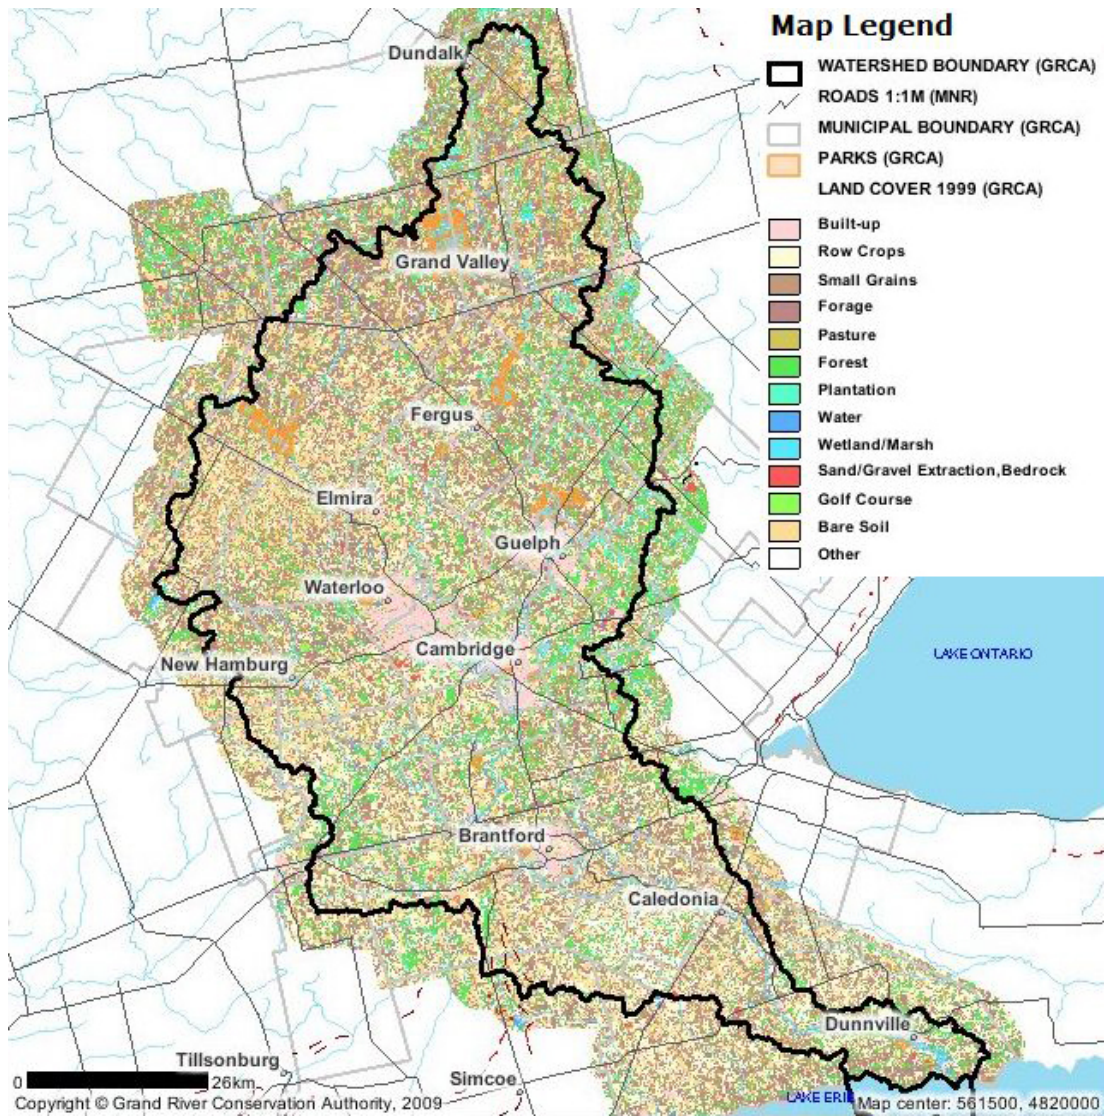 Map Legend
WATERSHED BOUNDARY (GRCA)
ROADS 1:1M (MNR)
MUNICIPAL BOUNDARY (GRCA)
PARKS (GRCA)
LAND COVER 1999 (GRCA)
Built-up
Row Crops
Small Grains
Forage
Pasture
Forest
Plantation
Water
Wetland/Marsh
Sand/Gravel Extraction,Bedrock
Golf Course
Bare Soil
Other
Dundalk
Grand Valley
Fergus
Elmira
Guelph
Waterloo
Cambridge
New Hamburg
LAKE ONTARIO
Brantford
Caledonia
Dunnville
Tillsonburg
Simcoe
0 26km
LAKE ERIE
Copyright © Grand River Conservation Authority, 2009
Map center: 561500, 4820000